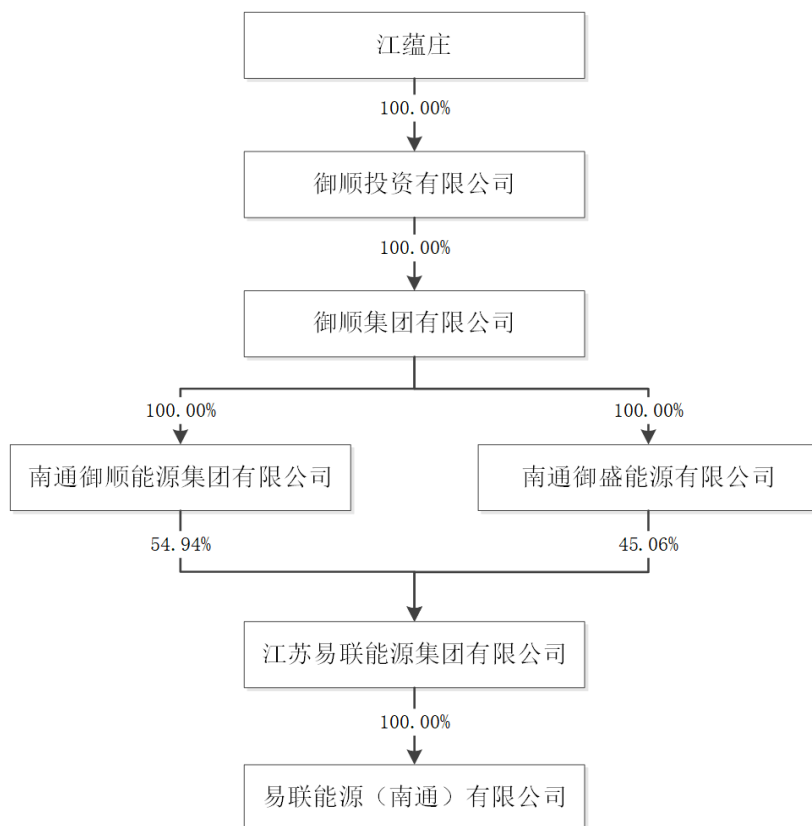 江蕴庄
100.00%
御顺投资有限公司
100.00%
御顺集团有限公司
100.00%
100.00%
南通御顺能源集团有限公司
南通御盛能源有限公司
54.94%
45.06%
江苏易联能源集团有限公司
100.00%
易联能源（南通）有限公司